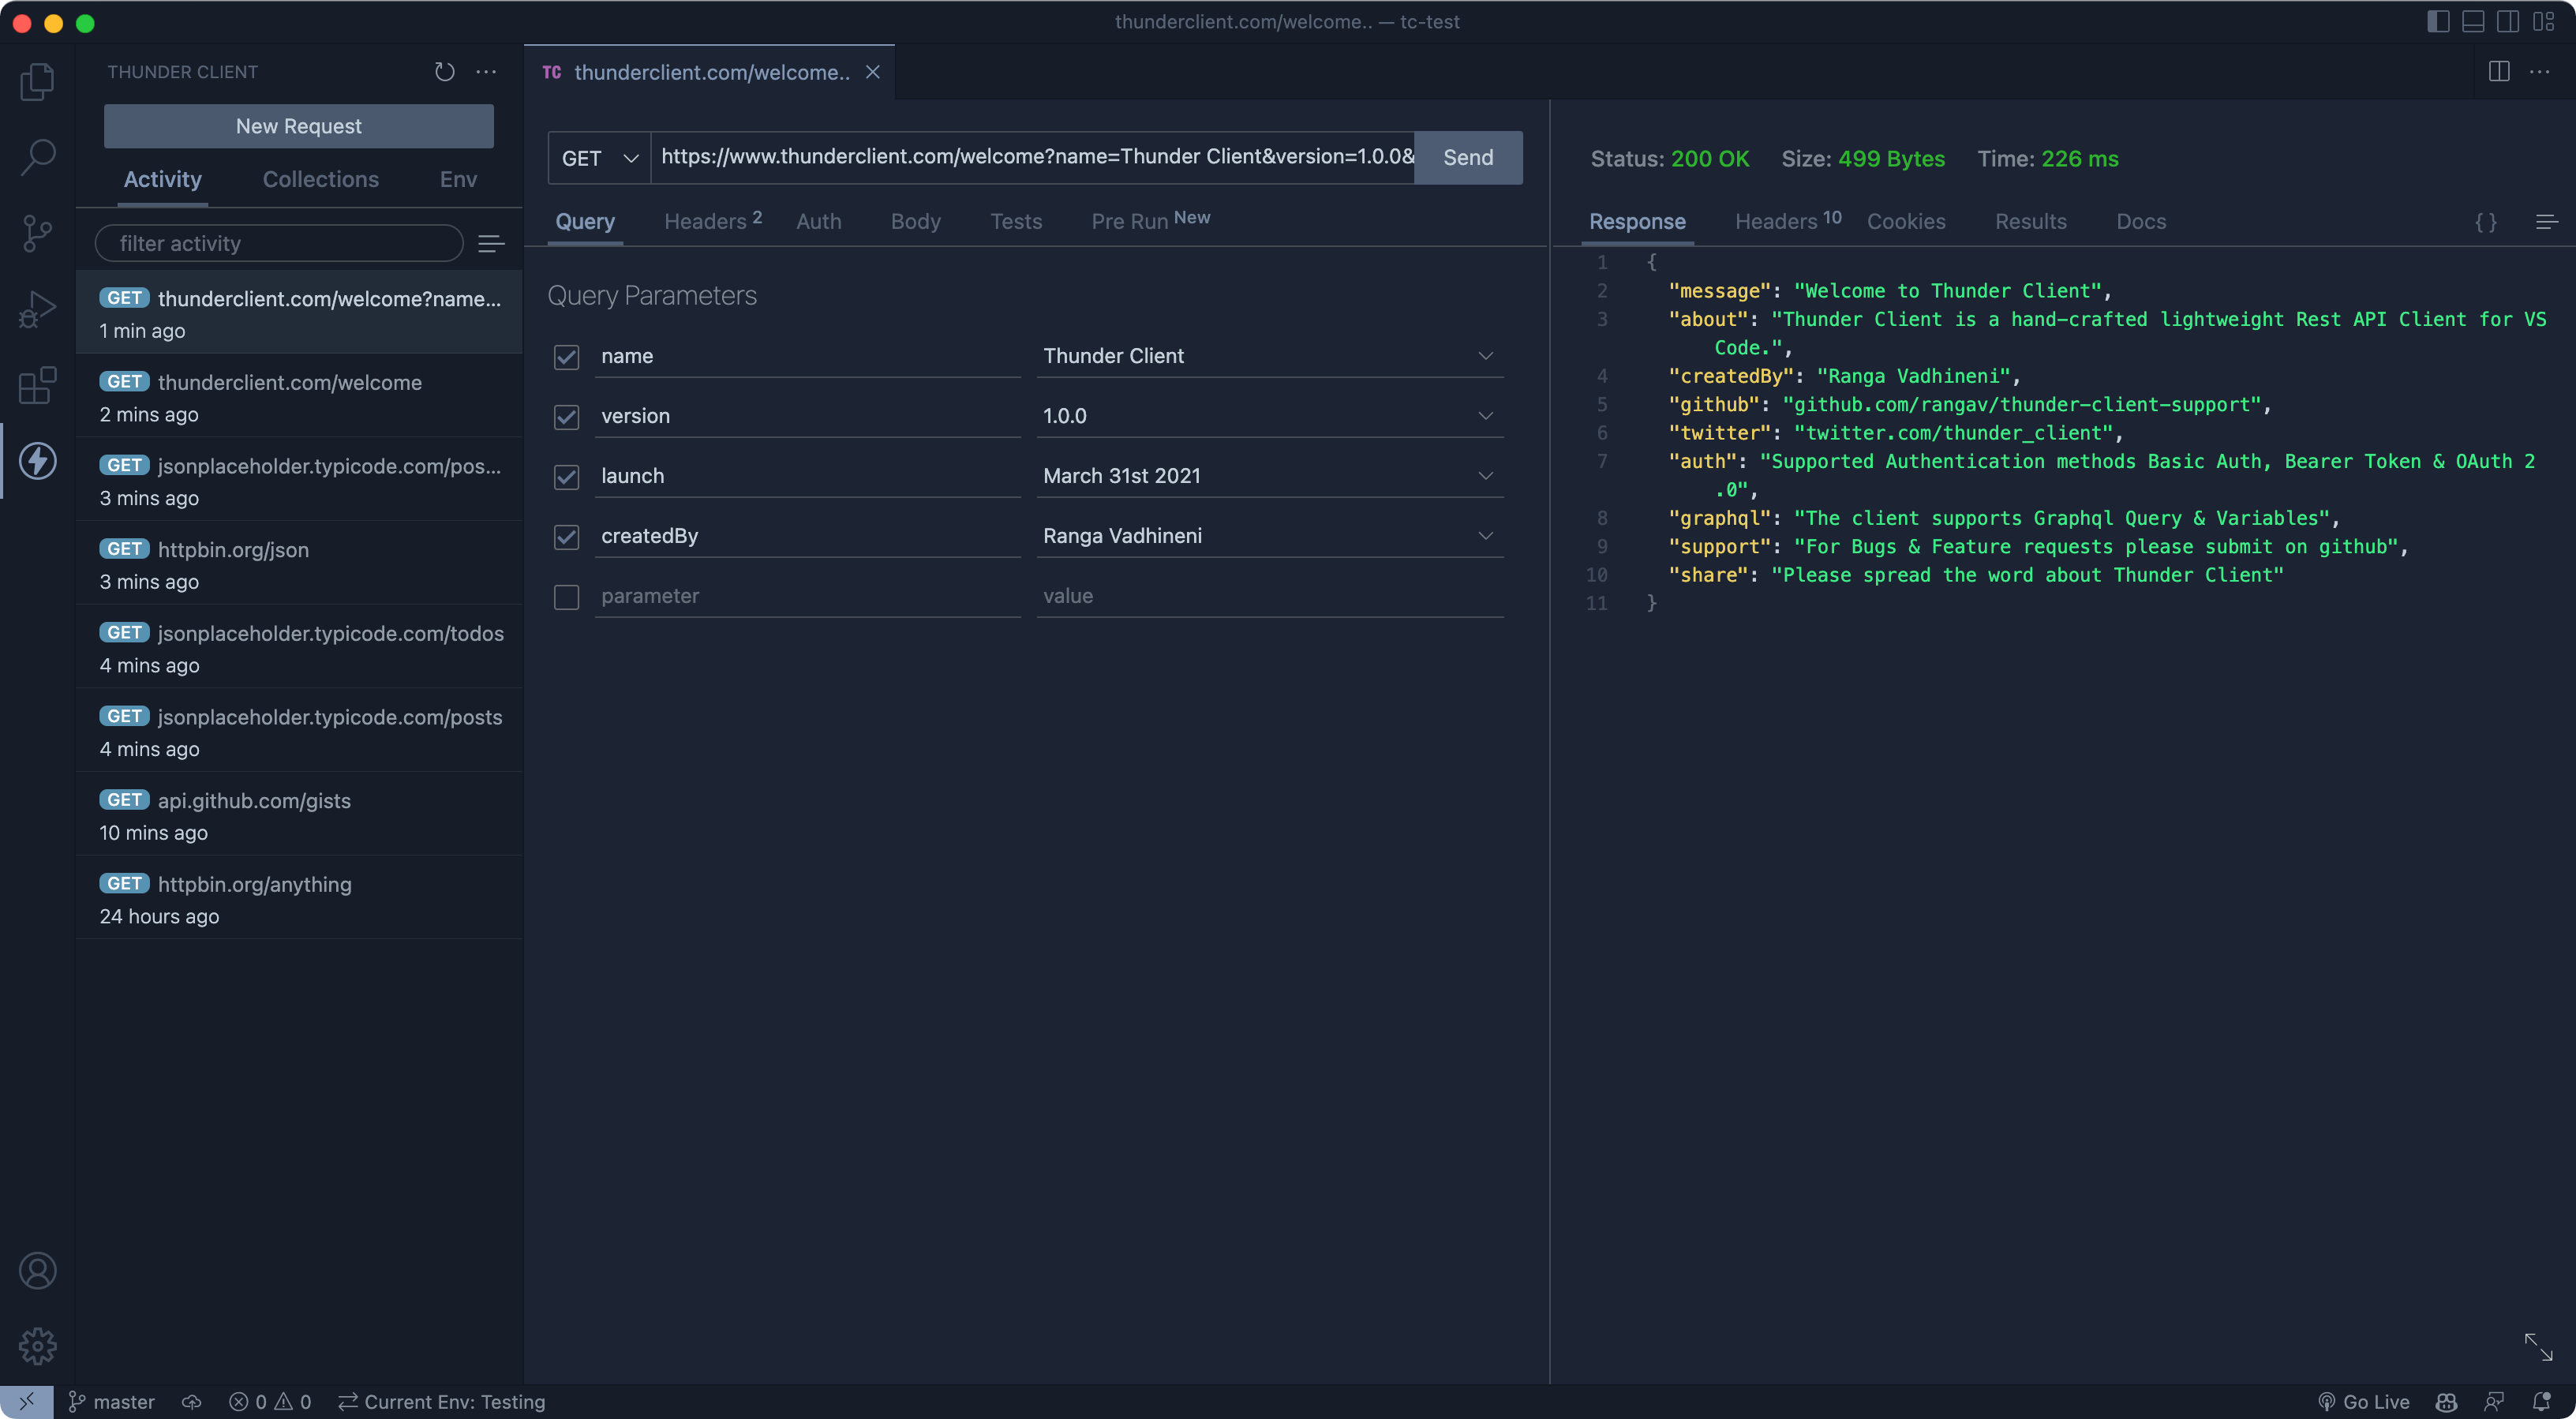 thunderclient.com/welcome.. — tc-test
THUNDER CLIENT
New Request
Activity Collections Env
filter activity
GET thunderclient.com/welcome?name...
1 min ago
GET thunderclient.com/welcome
2 mins ago
GET jsonplaceholder.typicode.com/pos...
3 mins ago
GET httpbin.org/json
3 mins ago
GET jsonplaceholder.typicode.com/todos
4 mins ago
GET jsonplaceholder.typicode.com/posts
4 mins ago
GET api.github.com/gists
10 mins ago
GET httpbin.org/anything
24 hours ago
TC thunderclient.com/welcome..
GET https://www.thunderclient.com/welcome?name=Thunder Client&version=1.0.0& Send
Query Headers 2 Auth Body Tests Pre Run New
Query Parameters
name Thunder Client
version 1.0.0
launch March 31st 2021
createdBy Ranga Vadhineni
parameter value
Status: 200 OK Size: 499 Bytes Time: 226 ms
Response Headers 10 Cookies Results Docs { }
1 {
2 "message": "Welcome to Thunder Client",
3 "about": "Thunder Client is a hand-crafted lightweight Rest API Client for VS
Code.",
4 "createdBy": "Ranga Vadhineni",
5 "github": "github.com/rangav/thunder-client-support",
6 "twitter": "twitter.com/thunder_client",
7 "auth": "Supported Authentication methods Basic Auth, Bearer Token & OAuth 2
.0",
8 "graphql": "The client supports Graphql Query & Variables",
9 "support": "For Bugs & Feature requests please submit on github",
10 "share": "Please spread the word about Thunder Client"
11 }
master 0 0 Current Env: Testing Go Live